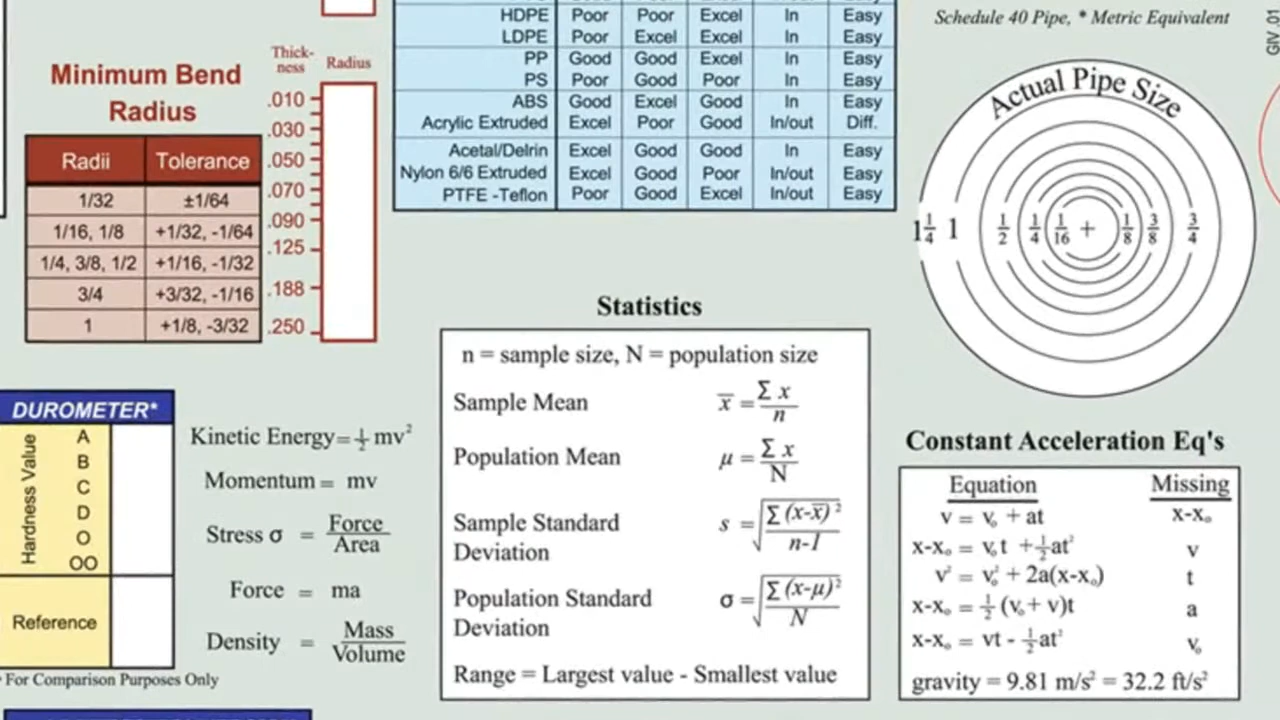 Schedule 40 Pipe, * Metric Equivalent
GIV_01
HDPE Poor Poor Excel In Easy
LDPE Poor Excel Excel In Easy
PP Good Good Excel In Easy
PS Poor Good Poor In Easy
ABS Good Excel Good In Easy
Acrylic Extruded Excel Poor Good In/out Diff.
Acetal/Delrin Excel Good Good In Easy
Nylon 6/6 Extruded Excel Good Poor In/out Easy
PTFE -Teflon Poor Good Excel In/out Easy
Minimum Bend
Radius
Radii Tolerance
1/32 ±1/64
1/16, 1/8 +1/32, -1/64
1/4, 3/8, 1/2 +1/16, -1/32
3/4 +3/32, -1/16
1 +1/8, -3/32
Thick-
ness Radius
.010
.030
.050
.070
.090
.125
.188
.250
Actual Pipe Size
1 1/4 1 1/2 1/4 1/16 + 1/8 3/8 3/4
Statistics
n = sample size, N = population size
Sample Mean x̅ = Σ x / n
Population Mean μ = Σ x / N
Sample Standard
Deviation s = √(Σ (x-x̅)² / n-1)
Population Standard
Deviation σ = √(Σ (x-μ)² / N)
Range = Largest value - Smallest value
DUROMETER*
Hardness Value
A
B
C
D
O
OO
Reference
For Comparison Purposes Only
Kinetic Energy = ½ mv²
Momentum = mv
Stress σ = Force / Area
Force = ma
Density = Mass / Volume
Constant Acceleration Eq's
Equation Missing
v = v₀ + at x-x₀
x-x₀ = v₀t + ½at² v
v² = v₀² + 2a(x-x₀) t
x-x₀ = ½ (v₀ + v)t a
x-x₀ = vt - ½at² v₀
gravity = 9.81 m/s² = 32.2 ft/s²